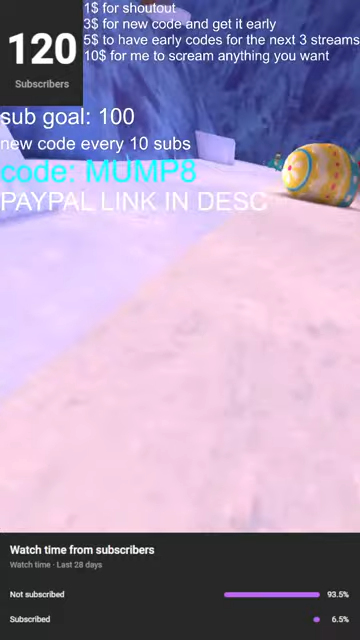 1$ for shoutout
3$ for new code and get it early
5$ to have early codes for the next 3 streams
10$ for me to scream anything you want
120
Subscribers
sub goal: 100
new code every 10 subs
code: MUMP8
PAYPAL LINK IN DESC
Watch time from subscribers
Watch time · Last 28 days
Not subscribed 93.5%
Subscribed 6.5%